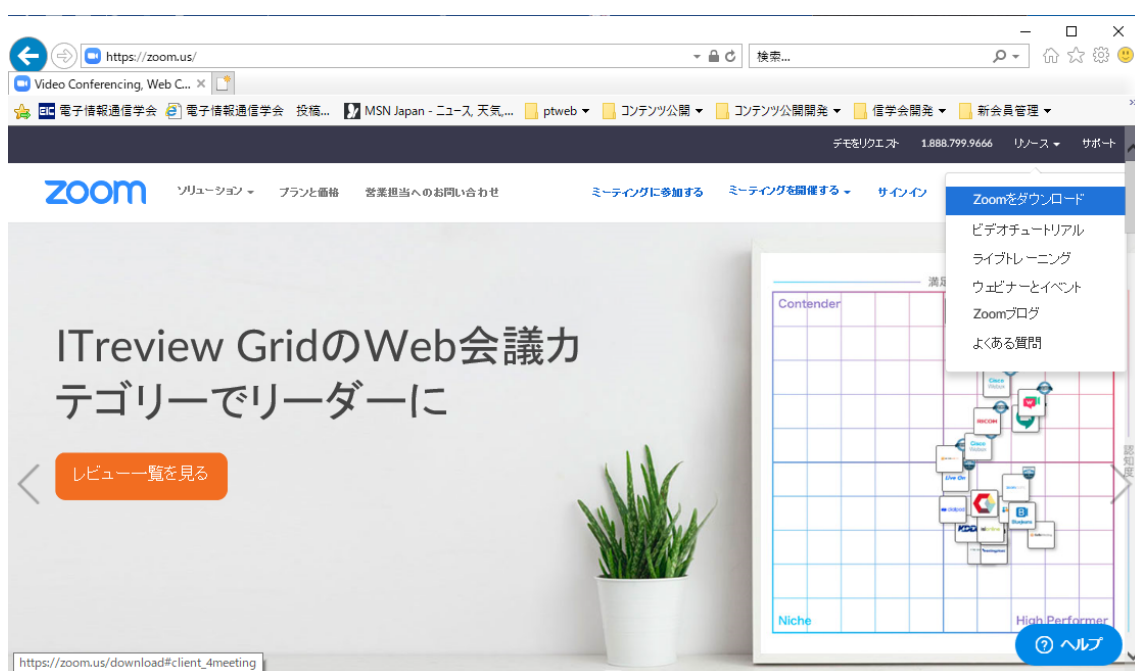 https://zoom.us/
検索...
Video Conferencing, Web C...
電子情報通信学会
電子情報通信学会 投稿...
MSN Japan - ニュース, 天気,...
ptweb
コンテンツ公開
コンテンツ公開開発
信学会開発
新会員管理
デモをリクエスト
1.888.799.9666
リソース
サポート
zoom
ソリューション
プランと価格
営業担当へのお問い合わせ
ミーティングに参加する
ミーティングを開催する
サインイン
Zoomをダウンロード
ビデオチュートリアル
ライブトレーニング
ウェビナーとイベント
Zoomブログ
よくある質問
満足
Contender
ITreview GridのWeb会議カ
テゴリーでリーダーに
レビュー一覧を見る
Cisco
RICOH
Cisco
Live On
認知度
Niche
High Performer
ヘルプ
https://zoom.us/download#client_4meeting